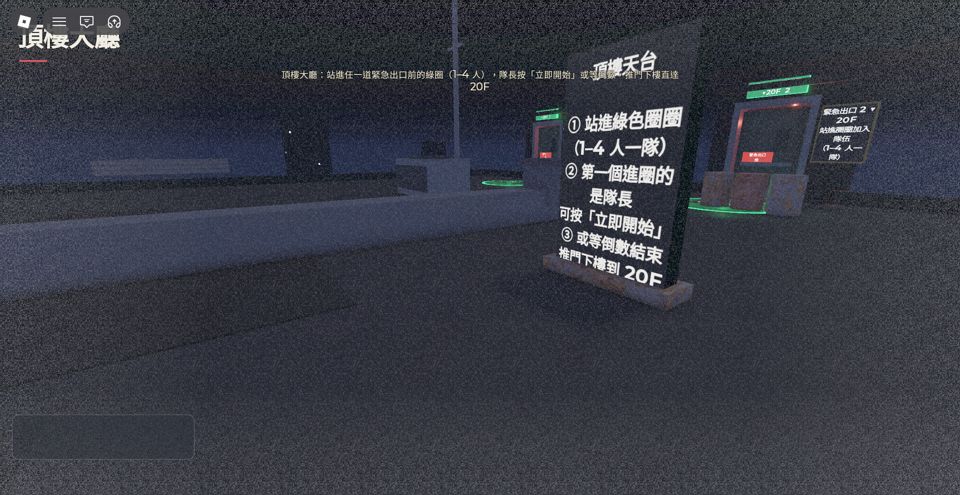 頂樓大廳
頂樓大廳：站進任一道緊急出口前的綠圈（1–4 人），隊長按「立即開始」或等倒數，推門下樓直達
20F
頂樓天台
① 站進綠色圈圈
（1–4 人一隊）
② 第一個進圈的
是隊長
可按「立即開始」
③ 或等倒數結束
推門下樓到 20F
20F 2
緊急出口 2
20F
站進圈圈加入
隊伍
（1–4 人一
隊）